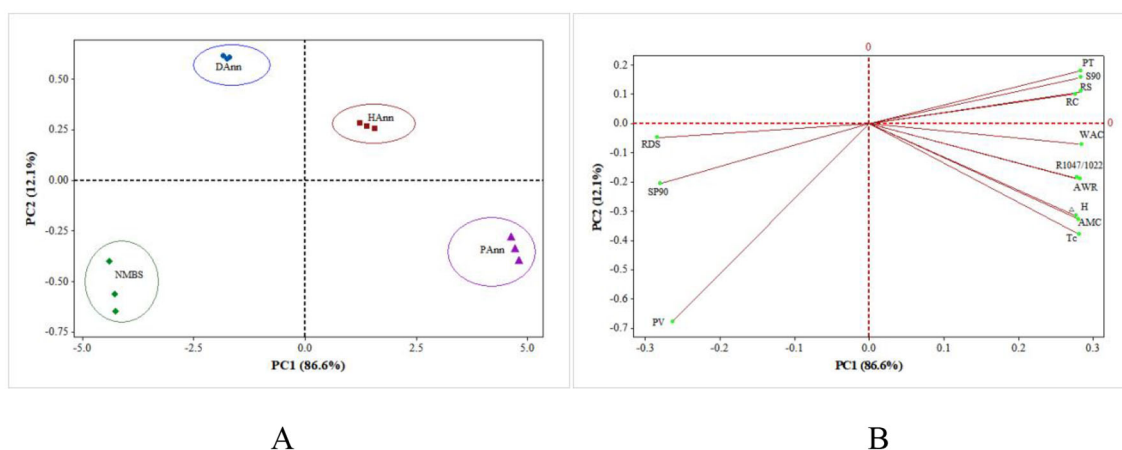 0.50
0.25
0.00
-0.25
-0.50
-0.75
PC2 (12.1%)
DAnn
HAnn
NMBS
PAnn
-5.0
-2.5
0.0
2.5
5.0
PC1 (86.6%)
A
0
0.2
0.1
0.0
-0.1
-0.2
-0.3
-0.4
-0.5
-0.6
-0.7
PC2 (12.1%)
PT
S90
RS
RC
0
WAC
R1047/1022
AWR
H
AMC
Tc
RDS
SP90
PV
-0.3
-0.2
-0.1
0.0
0.1
0.2
0.3
PC1 (86.6%)
B